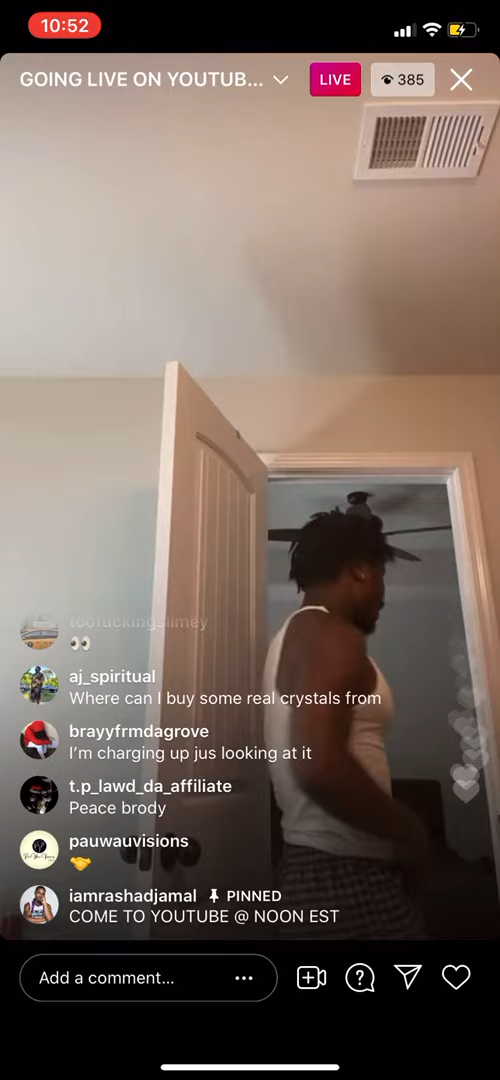 10:52
GOING LIVE ON YOUTUB...
LIVE
385
toofuckingslimey
👀
aj_spiritual
Where can I buy some real crystals from
brayyfrmdagrove
I'm charging up jus looking at it
t.p_lawd_da_affiliate
Peace brody
pauwauvisions
🤝
iamrashadjamal PINNED
COME TO YOUTUBE @ NOON EST
Add a comment...